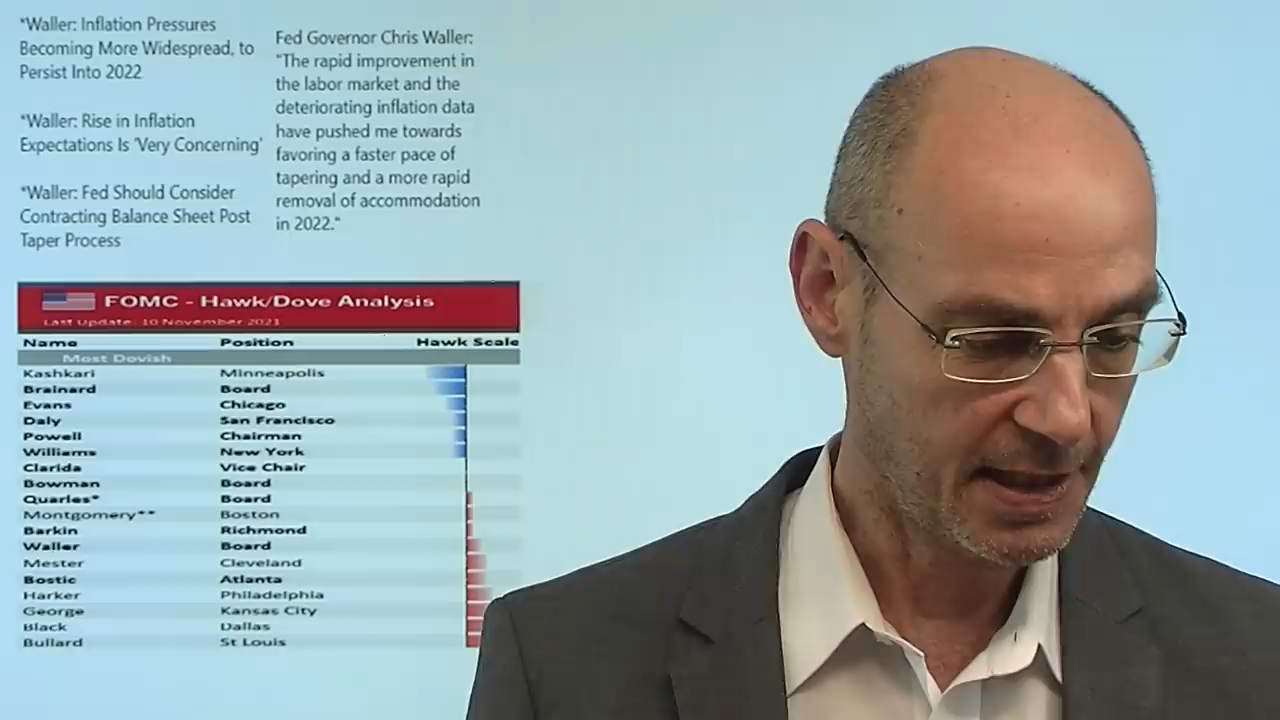 *Waller: Inflation Pressures
Becoming More Widespread, to
Persist Into 2022
*Waller: Rise in Inflation
Expectations Is 'Very Concerning'
*Waller: Fed Should Consider
Contracting Balance Sheet Post
Taper Process
Fed Governor Chris Waller:
"The rapid improvement in
the labor market and the
deteriorating inflation data
have pushed me towards
favoring a faster pace of
tapering and a more rapid
removal of accommodation
in 2022."
FOMC - Hawk/Dove Analysis
Last Update: 10 November 2021
Name Position Hawk Scale
Most Dovish
Kashkari Minneapolis
Brainard Board
Evans Chicago
Daly San Francisco
Powell Chairman
Williams New York
Clarida Vice Chair
Bowman Board
Quarles* Board
Montgomery** Boston
Barkin Richmond
Waller Board
Mester Cleveland
Bostic Atlanta
Harker Philadelphia
George Kansas City
Black Dallas
Bullard St Louis